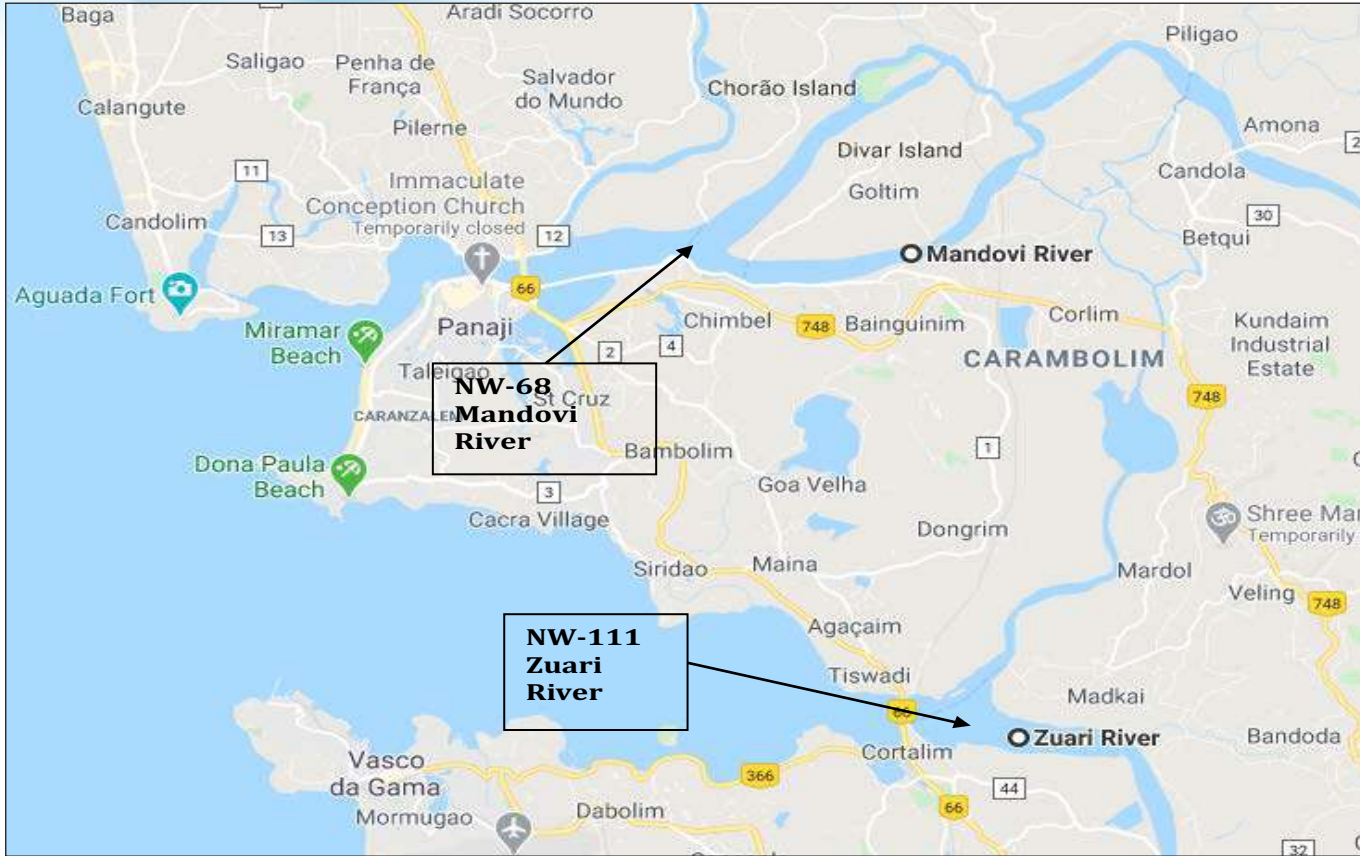 Baga
Aradi Socorro
Piligao
Saligao
Penha de
França
Salvador
do Mundo
Chorão Island
Calangute
Pilerne
Amona
2
Divar Island
11
Immaculate
Conception Church
Temporarily closed
Goltim
Candola
Candolim
13
12
30
Betqui
Mandovi River
Aguada Fort
66
Panaji
Miramar
Beach
Chimbel
748
Bainguinim
Corlim
Kundaim
Industrial
Estate
2
4
CARAMBOLIM
Taleigao
NW-68
Mandovi
River
St Cruz
748
CARANZALEM
Bambolim
1
Dona Paula
Beach
3
Goa Velha
Cacra Village
Dongrim
Shree Mar
Temporarily
Siridao
Maina
Mardol
Veling
748
NW-111
Zuari
River
Agaçaim
Tiswadi
Madkai
66
Zuari River
Bandoda
Cortalim
Vasco
da Gama
366
44
Mormugao
Dabolim
66
32